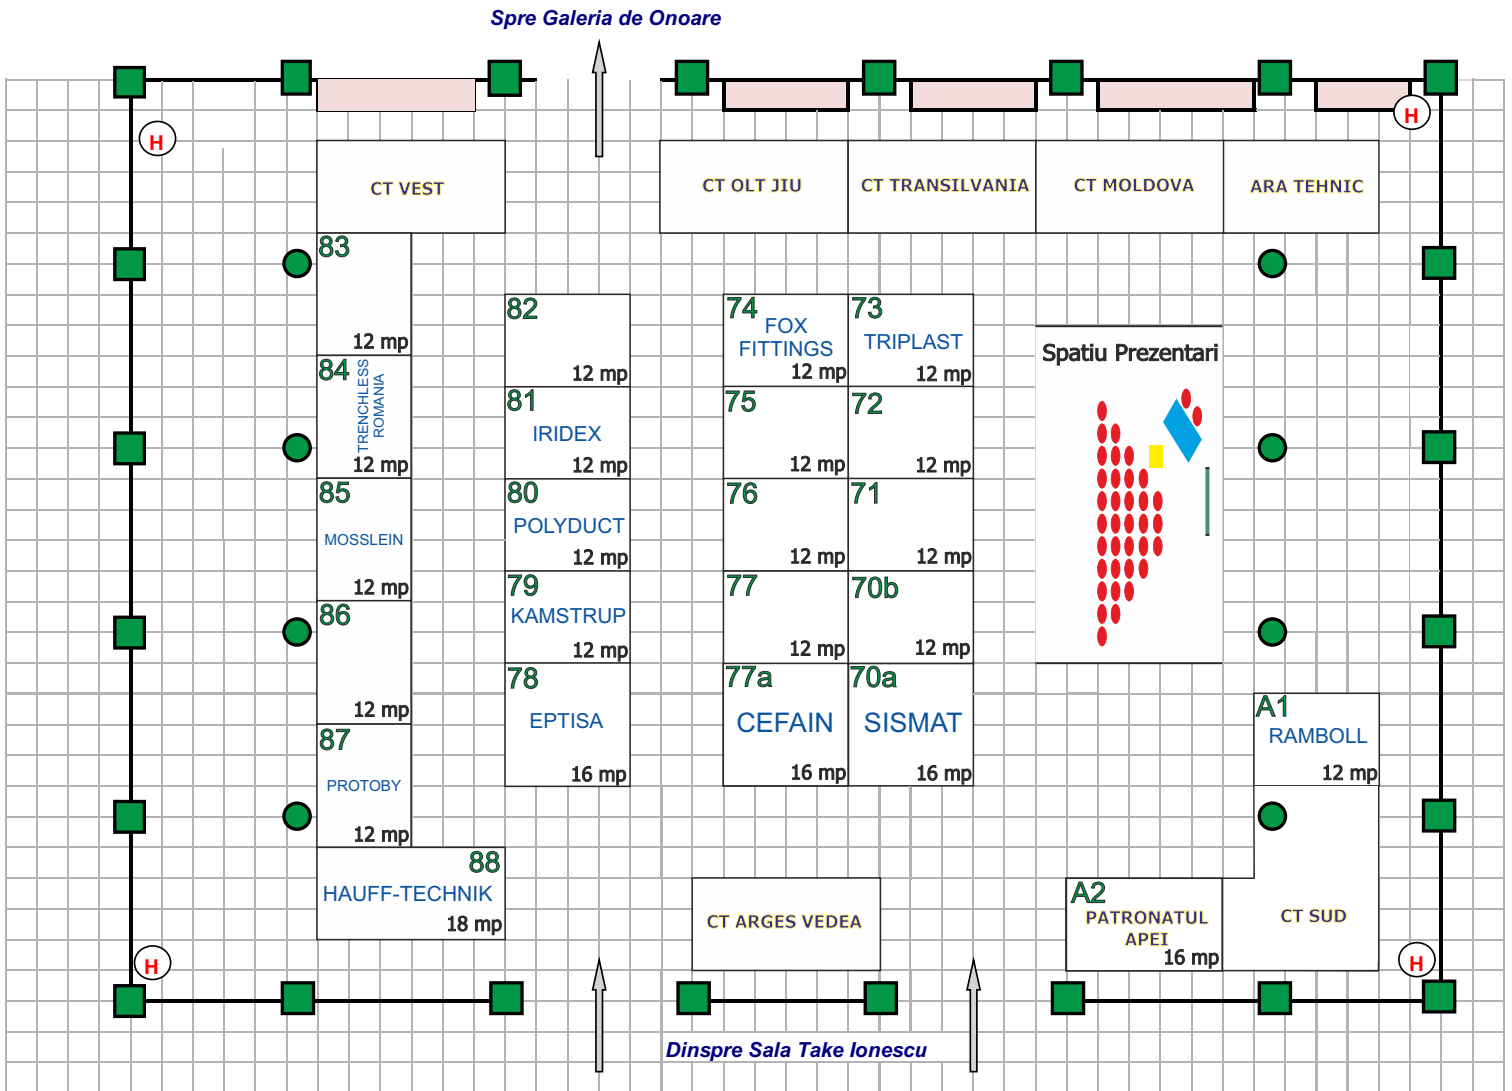 Spre Galeria de Onoare
H
H
CT VEST
CT OLT JIU
CT TRANSILVANIA
CT MOLDOVA
ARA TEHNIC
83
12 mp
84
TRENCHLESS
ROMANIA
12 mp
85
MOSSLEIN
12 mp
86
12 mp
87
PROTOBY
12 mp
88
HAUFF-TECHNIK
18 mp
82
12 mp
81
IRIDEX
12 mp
80
POLYDUCT
12 mp
79
KAMSTRUP
12 mp
78
EPTISA
16 mp
74
FOX
FITTINGS
12 mp
73
TRIPLAST
12 mp
75
12 mp
72
12 mp
76
12 mp
71
12 mp
77
12 mp
70b
12 mp
77a
CEFAIN
16 mp
70a
SISMAT
16 mp
Spatiu Prezentari
A1
RAMBOLL
12 mp
CT ARGES VEDEA
A2
PATRONATUL
APEI
16 mp
CT SUD
H
H
Dinspre Sala Take Ionescu